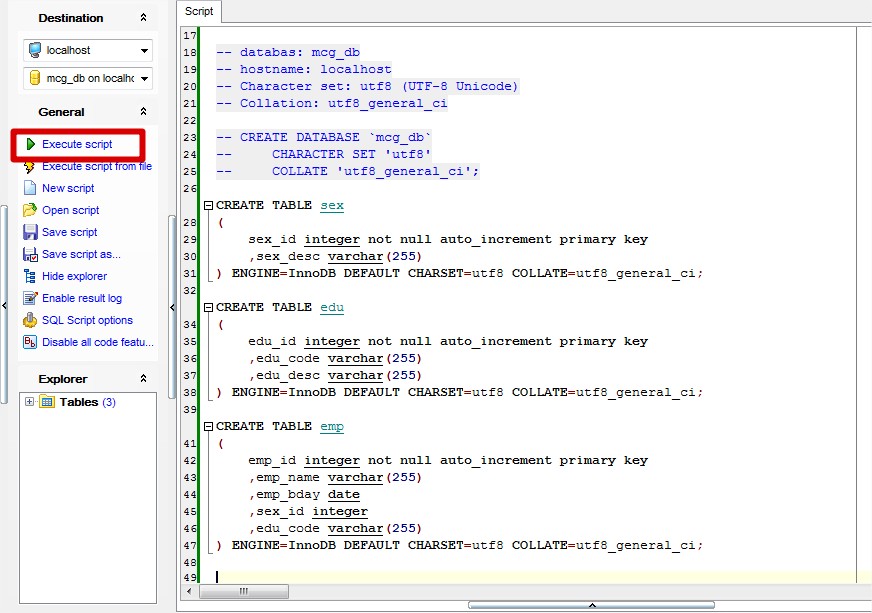 Destination
localhost
mcg_db on localhc
General
Execute script
Execute script from file
New script
Open script
Save script
Save script as...
Hide explorer
Enable result log
SQL Script options
Disable all code featu...
Explorer
Tables (3)
Script
17
18 -- databas: mcg_db
19 -- hostname: localhost
20 -- Character set: utf8 (UTF-8 Unicode)
21 -- Collation: utf8_general_ci
22
23 -- CREATE DATABASE `mcg_db`
24 -- CHARACTER SET 'utf8'
25 -- COLLATE 'utf8_general_ci';
26
CREATE TABLE sex
28 (
29 sex_id integer not null auto_increment primary key
30 ,sex_desc varchar(255)
31 ) ENGINE=InnoDB DEFAULT CHARSET=utf8 COLLATE=utf8_general_ci;
32
CREATE TABLE edu
34 (
35 edu_id integer not null auto_increment primary key
36 ,edu_code varchar(255)
37 ,edu_desc varchar(255)
38 ) ENGINE=InnoDB DEFAULT CHARSET=utf8 COLLATE=utf8_general_ci;
39
CREATE TABLE emp
41 (
42 emp_id integer not null auto_increment primary key
43 ,emp_name varchar(255)
44 ,emp_bday date
45 ,sex_id integer
46 ,edu_code varchar(255)
47 ) ENGINE=InnoDB DEFAULT CHARSET=utf8 COLLATE=utf8_general_ci;
48
49